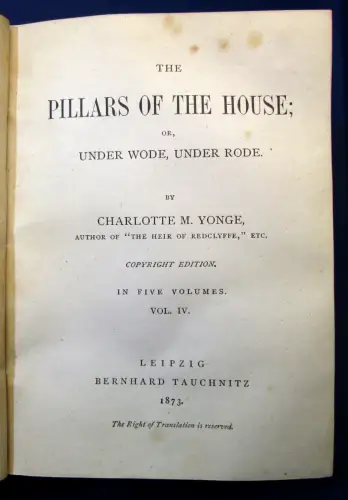 THE
PILLARS OF THE HOUSE;
OR,
UNDER WODE, UNDER RODE.
BY
CHARLOTTE M. YONGE,
AUTHOR OF "THE HEIR OF REDCLYFFE," ETC.
COPYRIGHT EDITION.
IN FIVE VOLUMES.
VOL. IV.
LEIPZIG
BERNHARD TAUCHNITZ
1873.
The Right of Translation is reserved.